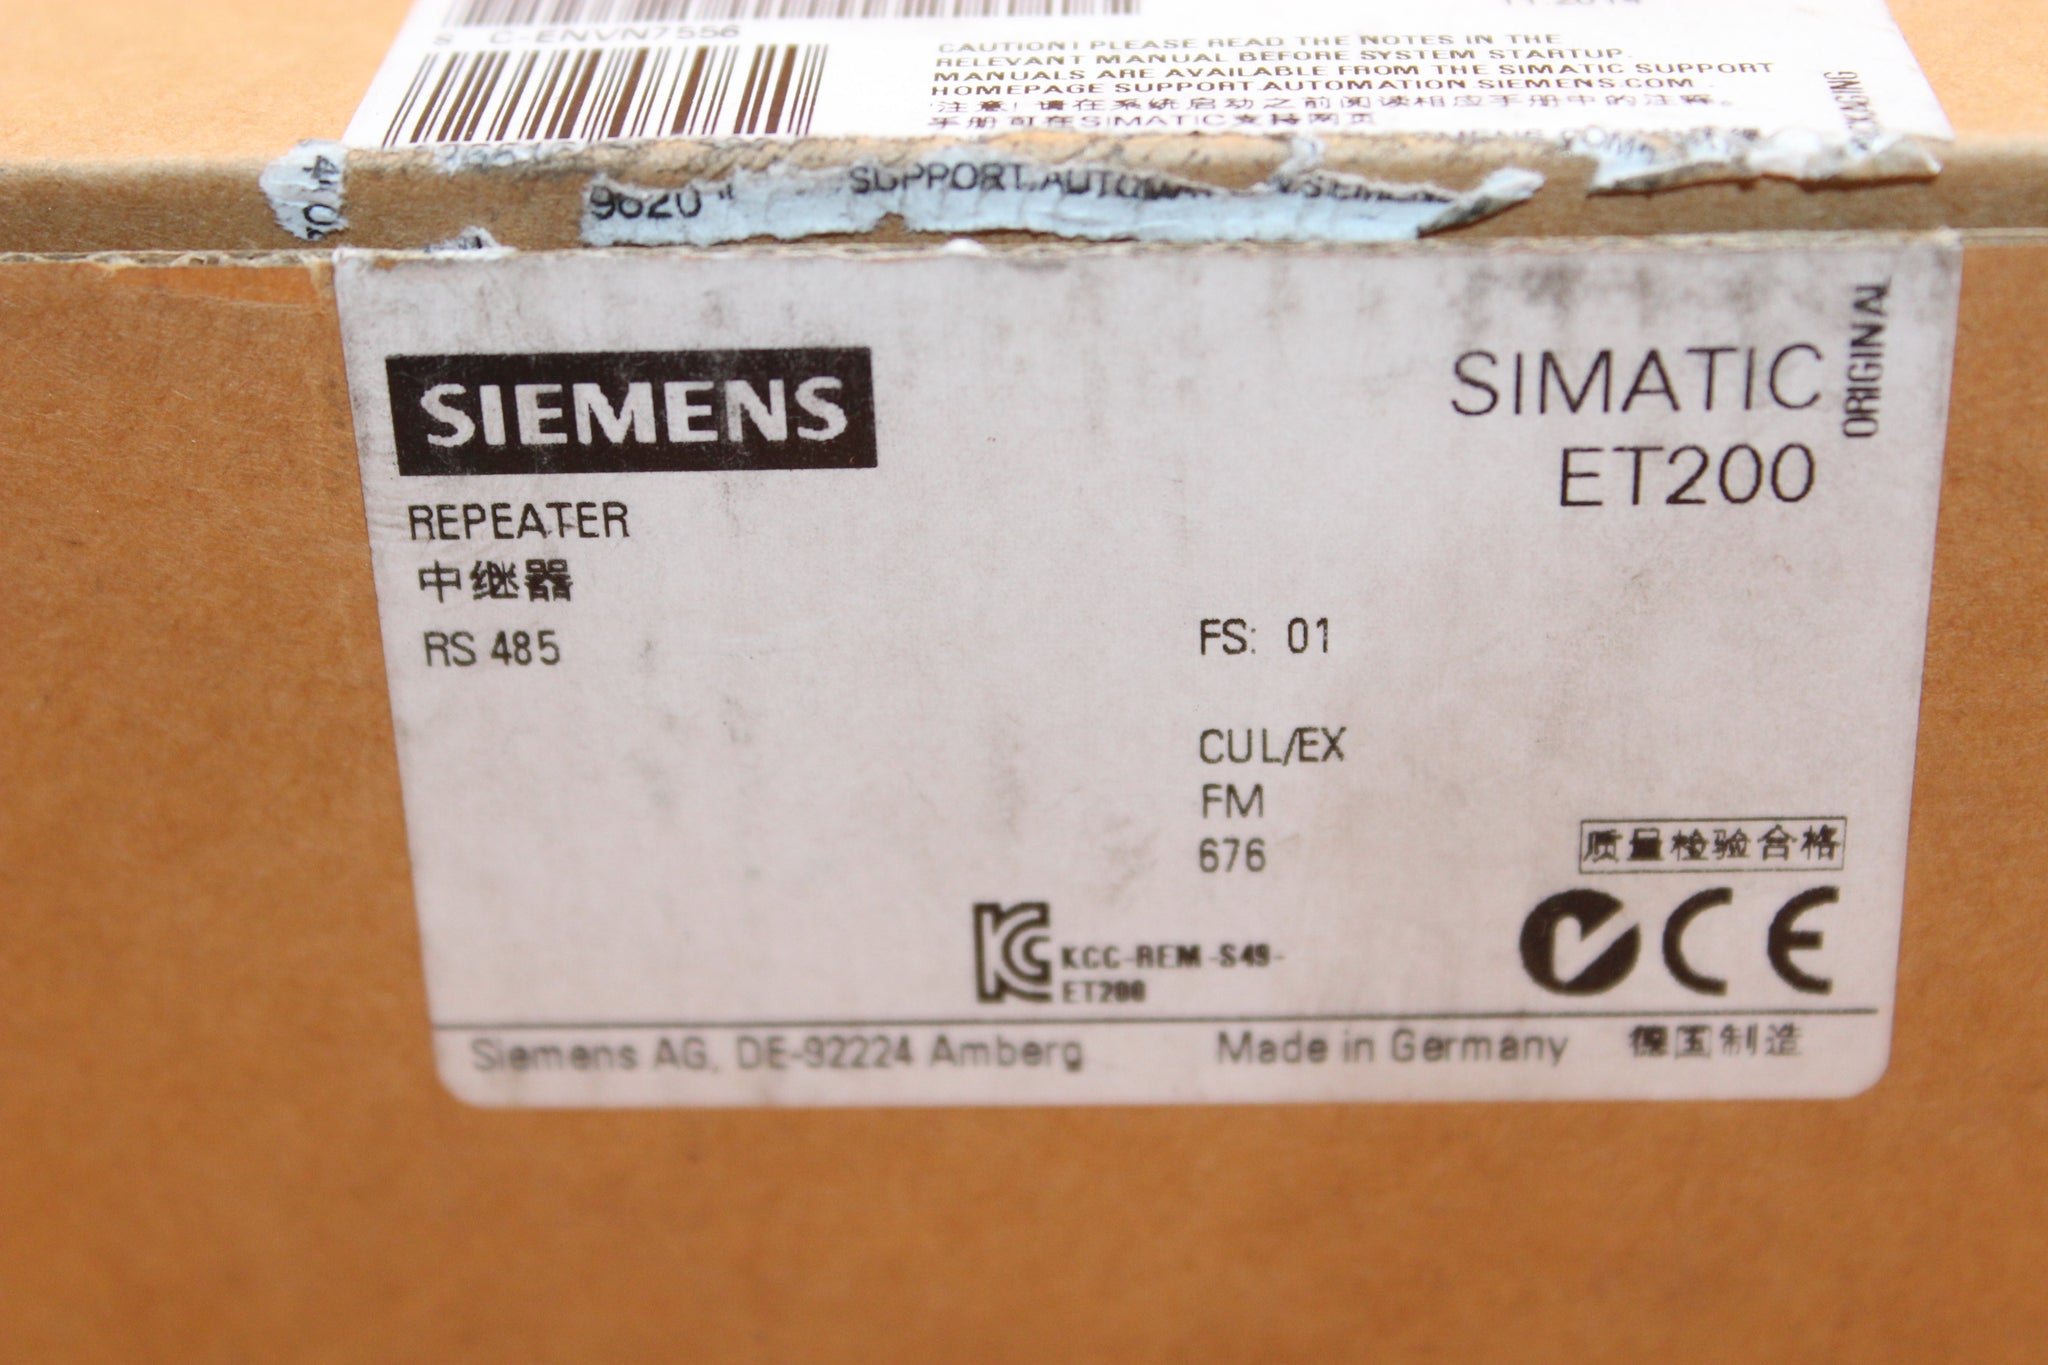 S C-ENVN7556
CAUTION! PLEASE READ THE NOTES IN THE
RELEVANT MANUAL BEFORE SYSTEM STARTUP.
MANUALS ARE AVAILABLE FROM THE SIMATIC SUPPORT
HOMEPAGE SUPPORT.AUTOMATION.SIEMENS.COM.
注意! 请在系统启动之前阅读相应手册中的注释。
手册可在SIMATIC支持网页
9620
ORIGINAL
SIEMENS
SIMATIC
ET200
REPEATER
中继器
RS 485
FS: 01
CUL/EX
FM
676
质量检验合格
KCC-REM-S49-
ET200
CE
Siemens AG, DE-92224 Amberg
Made in Germany 德国制造